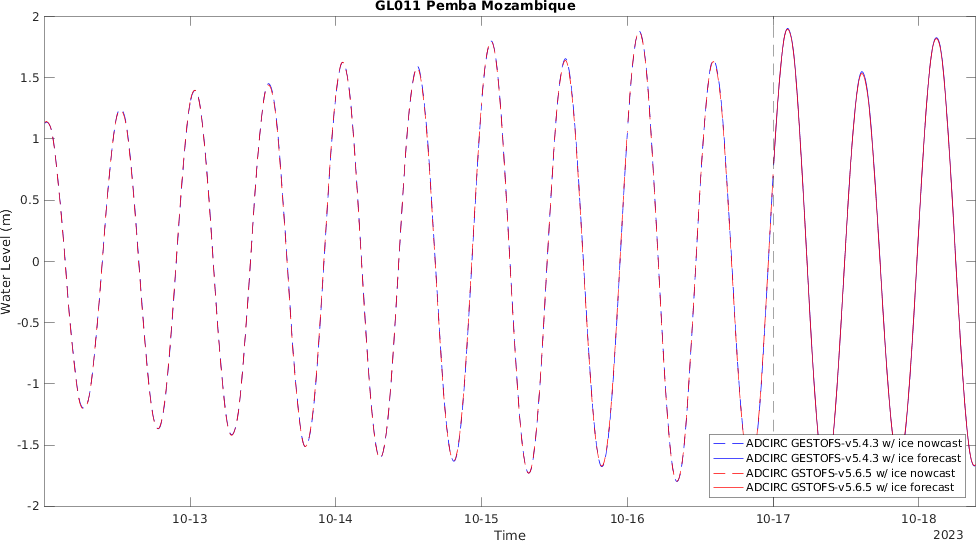 GL011 Pemba Mozambique
2
1.5
1
0.5
0
-0.5
-1
-1.5
-2
Water Level (m)
ADCIRC GESTOFS-v5.4.3 w/ ice nowcast
ADCIRC GESTOFS-v5.4.3 w/ ice forecast
ADCIRC GSTOFS-v5.6.5 w/ ice nowcast
ADCIRC GSTOFS-v5.6.5 w/ ice forecast
10-13 10-14 10-15 10-16 10-17 10-18
Time
2023